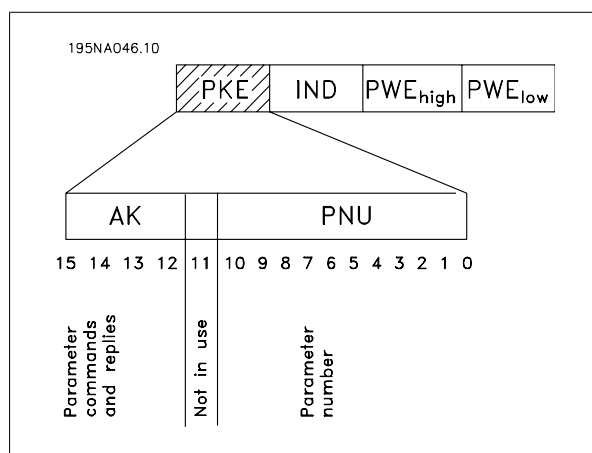 195NA046.10
PKE IND PWEhigh PWElow
AK PNU
15 14 13 12 11 10 9 8 7 6 5 4 3 2 1 0
Parameter
commands
and replies
Not in use
Parameter
number